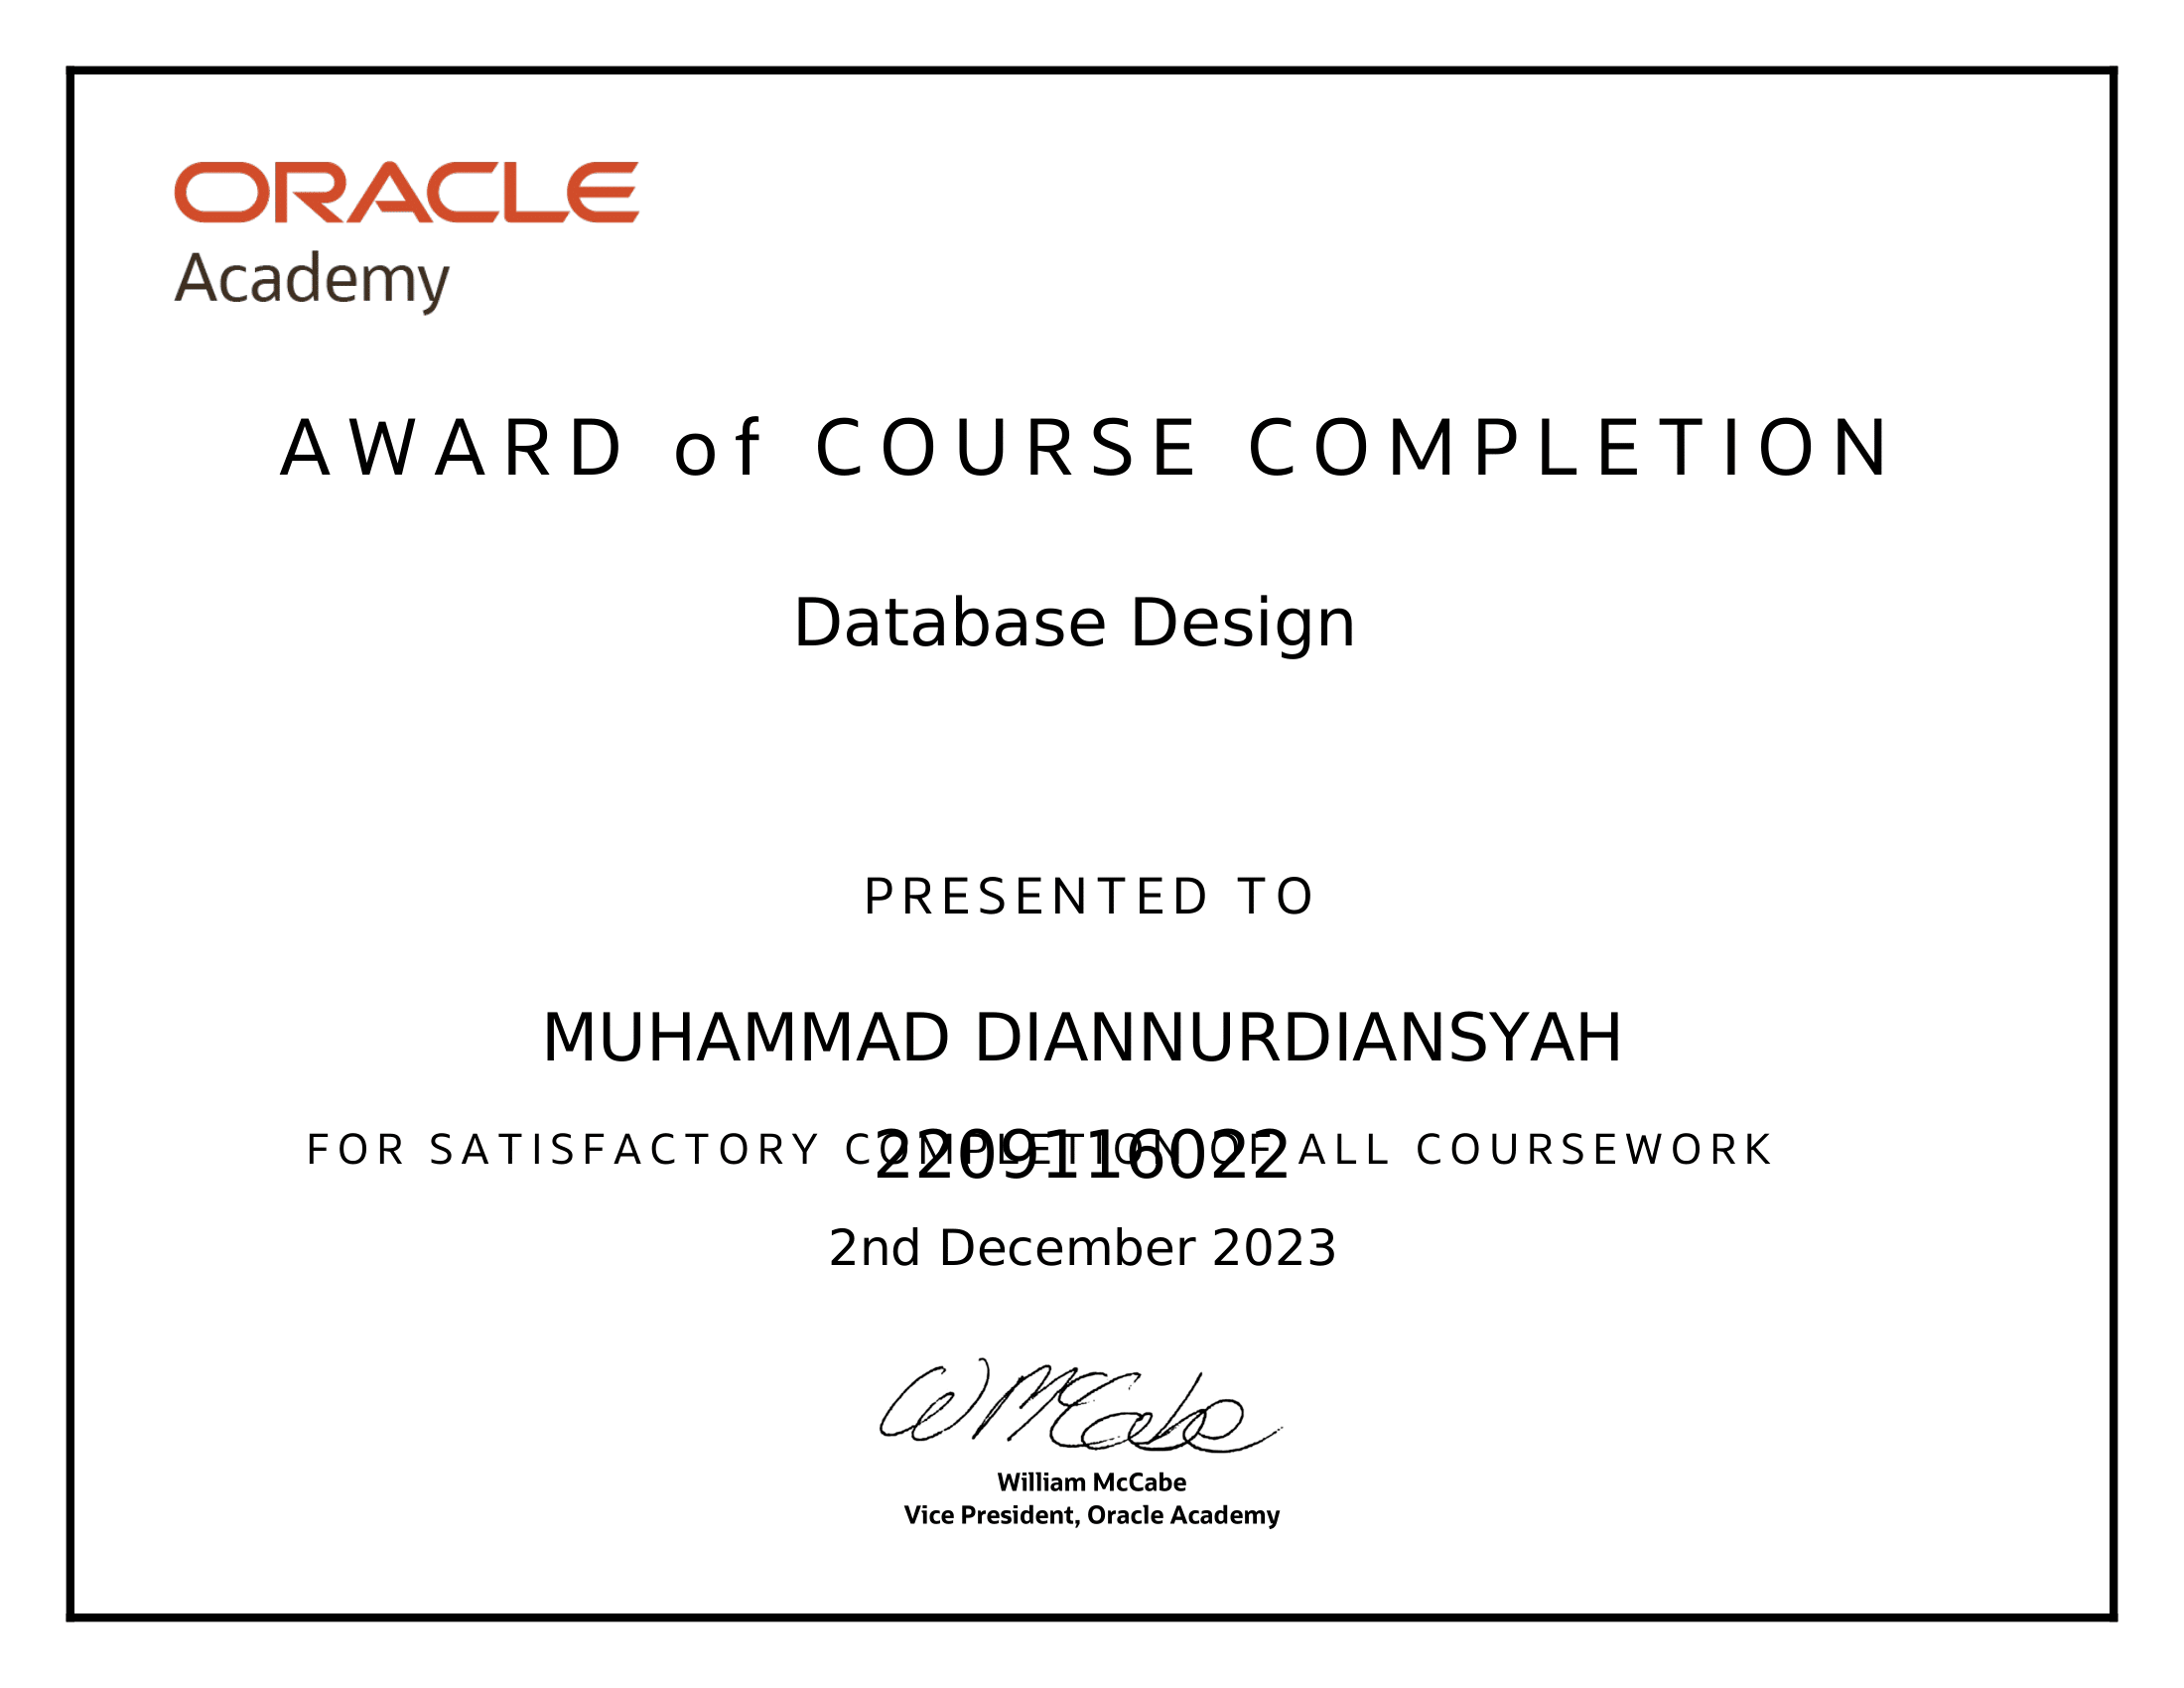 ORACLE
Academy
AWARD of COURSE COMPLETION
Database Design
PRESENTED TO
MUHAMMAD DIANNURDIANSYAH
2209116022
FOR SATISFACTORY COMPLETION OF ALL COURSEWORK
2nd December 2023
W McCabe
William McCabe
Vice President, Oracle Academy